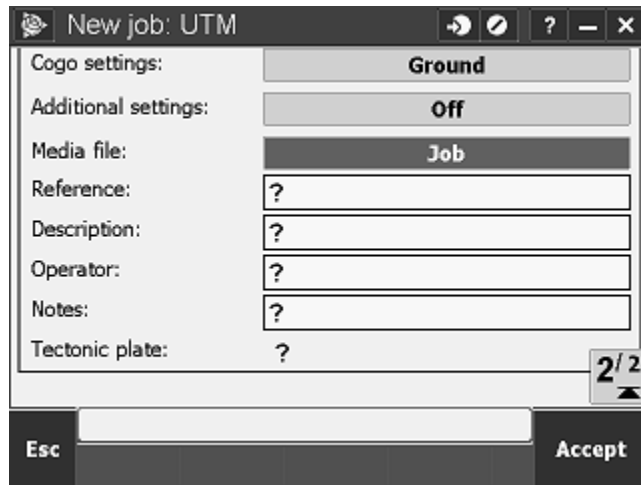 New job: UTM ? – ×
Cogo settings: Ground
Additional settings: Off
Media file: Job
Reference: ?
Description: ?
Operator: ?
Notes: ?
Tectonic plate: ?
2/2
Esc Accept